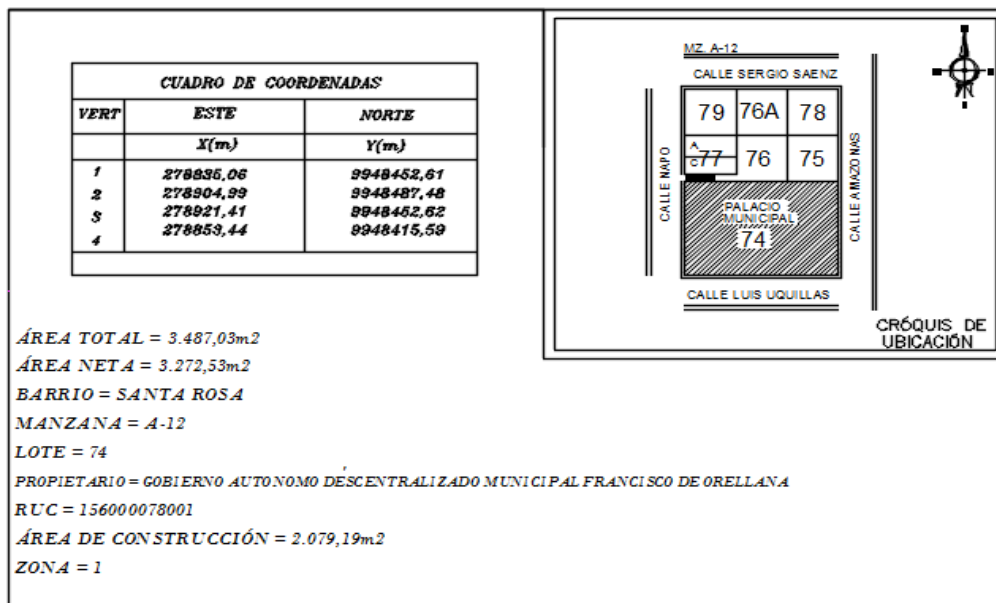 CUADRO DE COORDENADAS
VERT ESTE NORTE
X(m) Y(m)
1 278835,06 9948452,61
2 278904,99 9948487,48
3 278921,41 9948452,62
4 278853,44 9948415,59
MZ. A-12
CALLE SERGIO SAENZ
79 76A 78
A
C
77 76 75
CALLE NAPO
CALLE AMAZONAS
PALACIO
MUNICIPAL
74
CALLE LUIS UQUILLAS
N
CRÓQUIS DE
UBICACIÓN
ÁREA TOTAL = 3.487,03m2
ÁREA NETA = 3.272,53m2
BARRIO = SANTA ROSA
MANZANA = A-12
LOTE = 74
PROPIETARIO = GOBIERNO AUTONOMO DESCENTRALIZADO MUNICIPAL FRANCISCO DE ORELLANA
RUC = 156000078001
ÁREA DE CONSTRUCCIÓN = 2.079,19m2
ZONA = 1